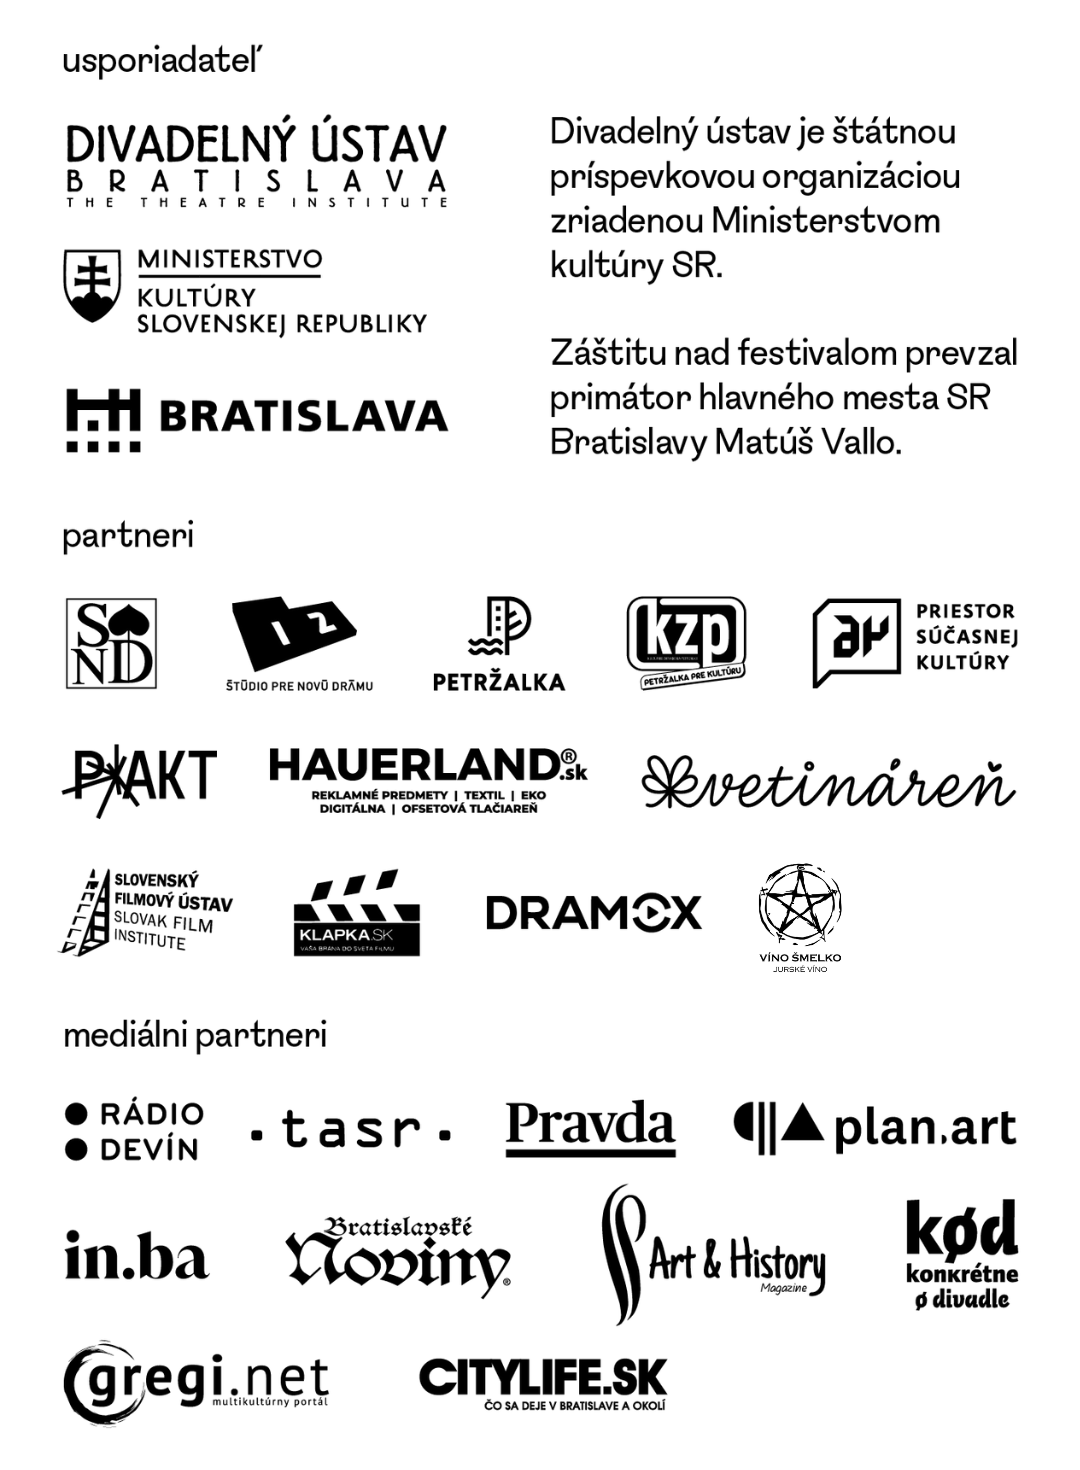 usporiadateľ
DIVADELNÝ ÚSTAV
BRATISLAVA
THE THEATRE INSTITUTE
Divadelný ústav je štátnou
príspevkovou organizáciou
zriadenou Ministerstvom
kultúry SR.
MINISTERSTVO
KULTÚRY
SLOVENSKEJ REPUBLIKY
Záštitu nad festivalom prevzal
primátor hlavného mesta SR
Bratislavy Matúš Vallo.
BRATISLAVA
partneri
SND
12
ŠTÚDIO PRE NOVÚ DRÁMU
PETRŽALKA
kzp
PETRŽALKA PRE KULTÚRU
a4
PRIESTOR
SÚČASNEJ
KULTÚRY
P*AKT
HAUERLAND®.sk
REKLAMNÉ PREDMETY | TEXTIL | EKO
DIGITÁLNA | OFSETOVÁ TLAČIAREŇ
kvetináreň
SLOVENSKÝ
FILMOVÝ ÚSTAV
SLOVAK FILM
INSTITUTE
KLAPKA.SK
VAŠA BRÁNA DO SVETA FILMU
DRAMOX
VÍNO ŠMELKO
JURSKÉ VÍNO
mediálni partneri
RÁDIO
DEVÍN
.tasr.
Pravda
plan.art
in.ba
Bratislavské
Noviny®
Art & History
Magazine
kød
konkrétne
ø divadle
gregi.net
multikultúrny portál
CITYLIFE.SK
ČO SA DEJE V BRATISLAVE A OKOLÍ